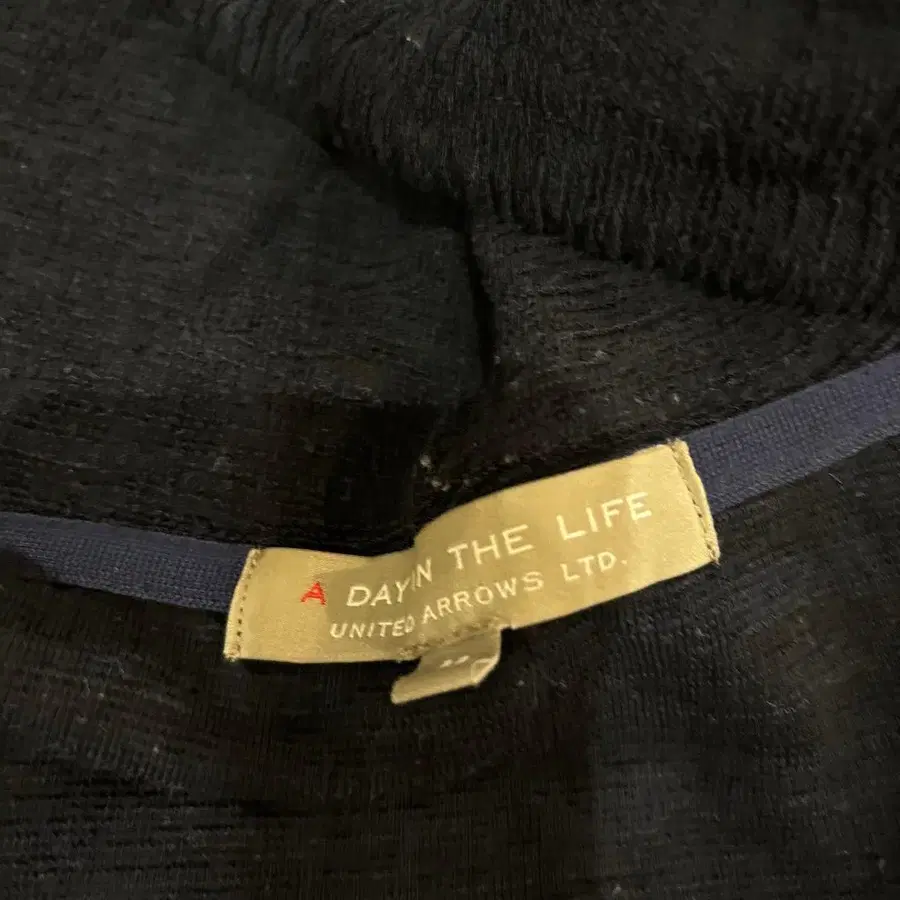 A DAY IN THE LIFE
UNITED ARROWS LTD.